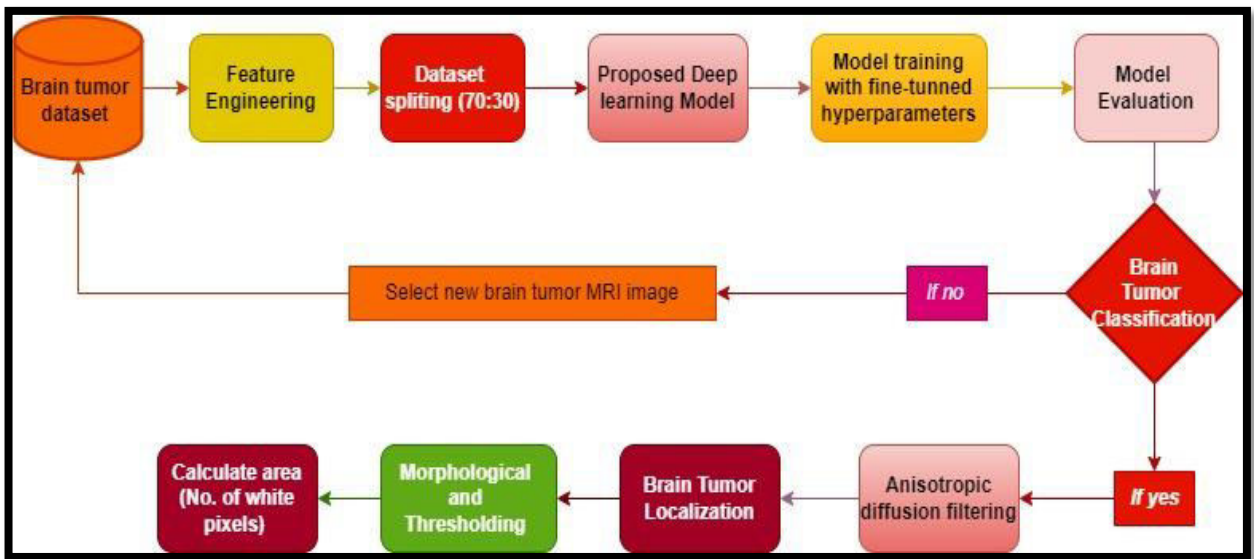 Brain tumor
dataset
Feature
Engineering
Dataset
spliting (70:30)
Proposed Deep
learning Model
Model training
with fine-tunned
hyperparameters
Model
Evaluation
Brain
Tumor
Classification
If no
Select new brain tumor MRI image
If yes
Anisotropic
diffusion filtering
Brain Tumor
Localization
Morphological
and
Thresholding
Calculate area
(No. of white
pixels)